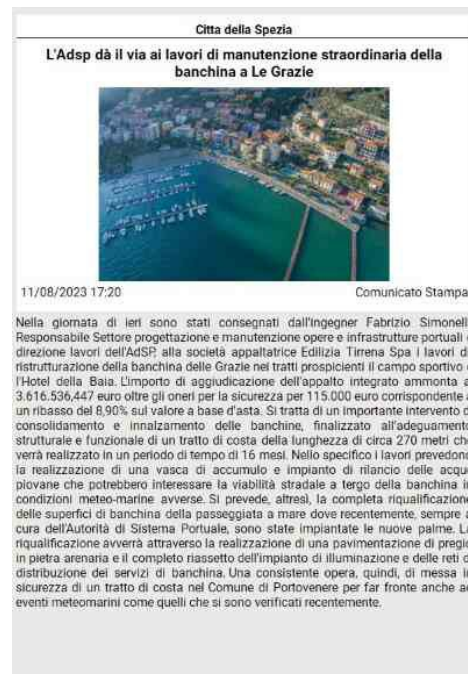 Citta della Spezia
L'Adsp dà il via ai lavori di manutenzione straordinaria della
banchina a Le Grazie
11/08/2023 17:20 Comunicato Stampa
Nella giornata di ieri sono stati consegnati dall'ingegner Fabrizio Simonell
Responsabile Settore progettazione e manutenzione opere e infrastrutture portuali
direzione lavori dell'AdSP, alla società appaltatrice Edilizia Tirrena Spa i lavori d
ristrutturazione della banchina delle Grazie nei tratti prospicienti il campo sportivo
l'Hotel della Baia. L'importo di aggiudicazione dell'appalto integrato ammonta a
3.616.536,447 euro oltre gli oneri per la sicurezza per 115.000 euro corrispondente
un ribasso del 8,90% sul valore a base d'asta. Si tratta di un importante intervento d
consolidamento e innalzamento delle banchine, finalizzato all'adeguamento
strutturale e funzionale di un tratto di costa della lunghezza di circa 270 metri che
verrà realizzato in un periodo di tempo di 16 mesi. Nello specifico i lavori prevedono
la realizzazione di una vasca di accumulo e impianto di rilancio delle acque
piovane che potrebbero interessare la viabilità stradale a tergo della banchina in
condizioni meteo-marine avverse. Si prevede, altresì, la completa riqualificazione
delle superfici di banchina della passeggiata a mare dove recentemente, sempre a
cura dell'Autorità di Sistema Portuale, sono state impiantate le nuove palme. La
riqualificazione avverrà attraverso la realizzazione di una pavimentazione di pregio
in pietra arenaria e il completo riassetto dell'impianto di illuminazione e delle reti d
distribuzione dei servizi di banchina. Una consistente opera, quindi, di messa in
sicurezza di un tratto di costa nel Comune di Portovenere per far fronte anche ad
eventi meteomarini come quelli che si sono verificati recentemente.